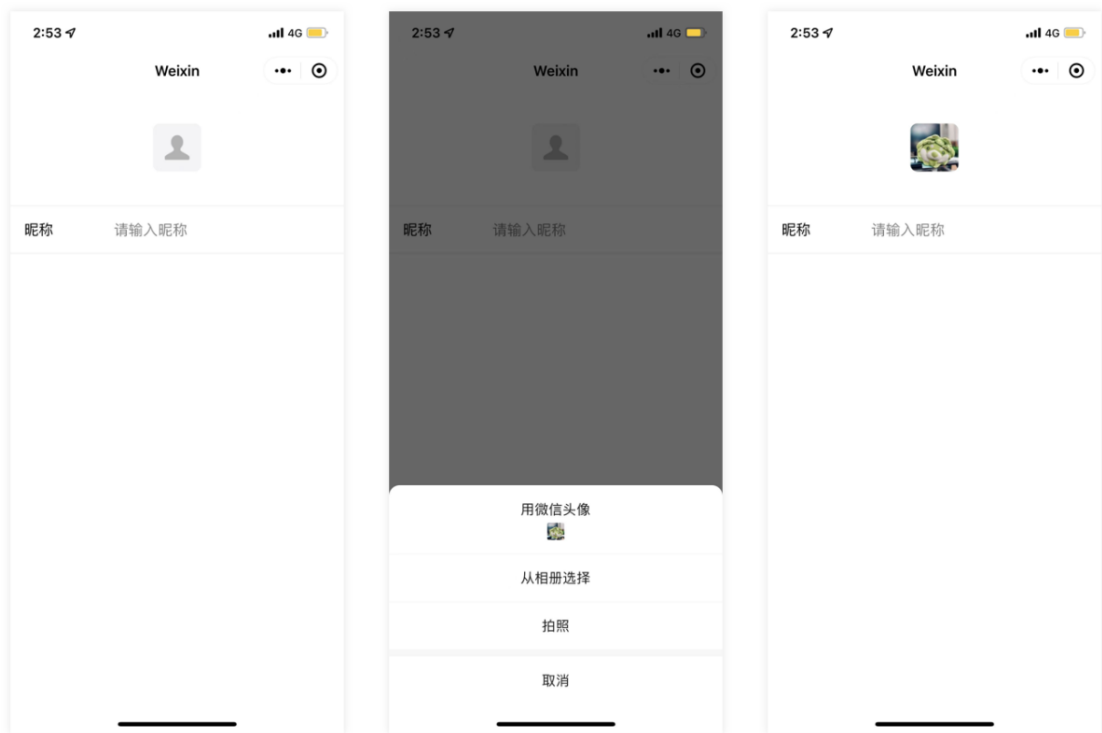 2:53 4G
Weixin
昵称 请输入昵称
2:53 4G
Weixin
昵称 请输入昵称
用微信头像
从相册选择
拍照
取消
2:53 4G
Weixin
昵称 请输入昵称